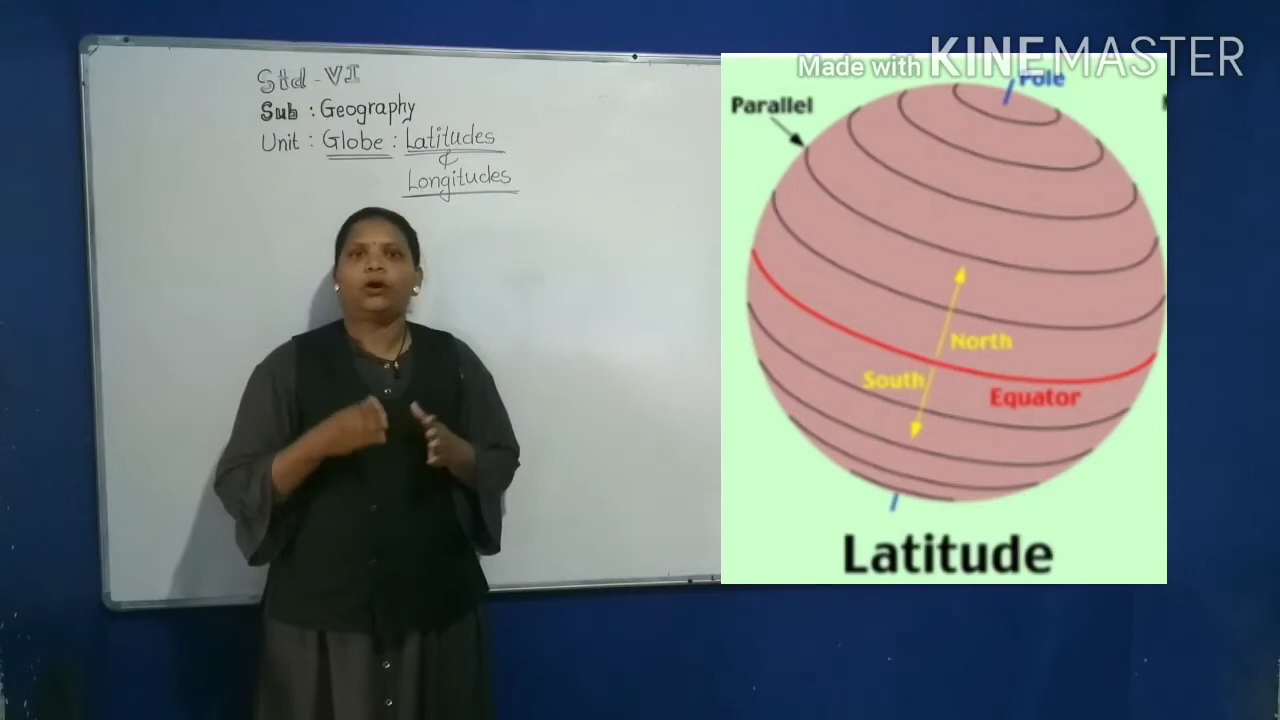 Std - VI
Sub : Geography
Unit : Globe : Latitudes
&
Longitudes
Made with KINEMASTER
Pole
Parallel
North
South
Equator
Latitude